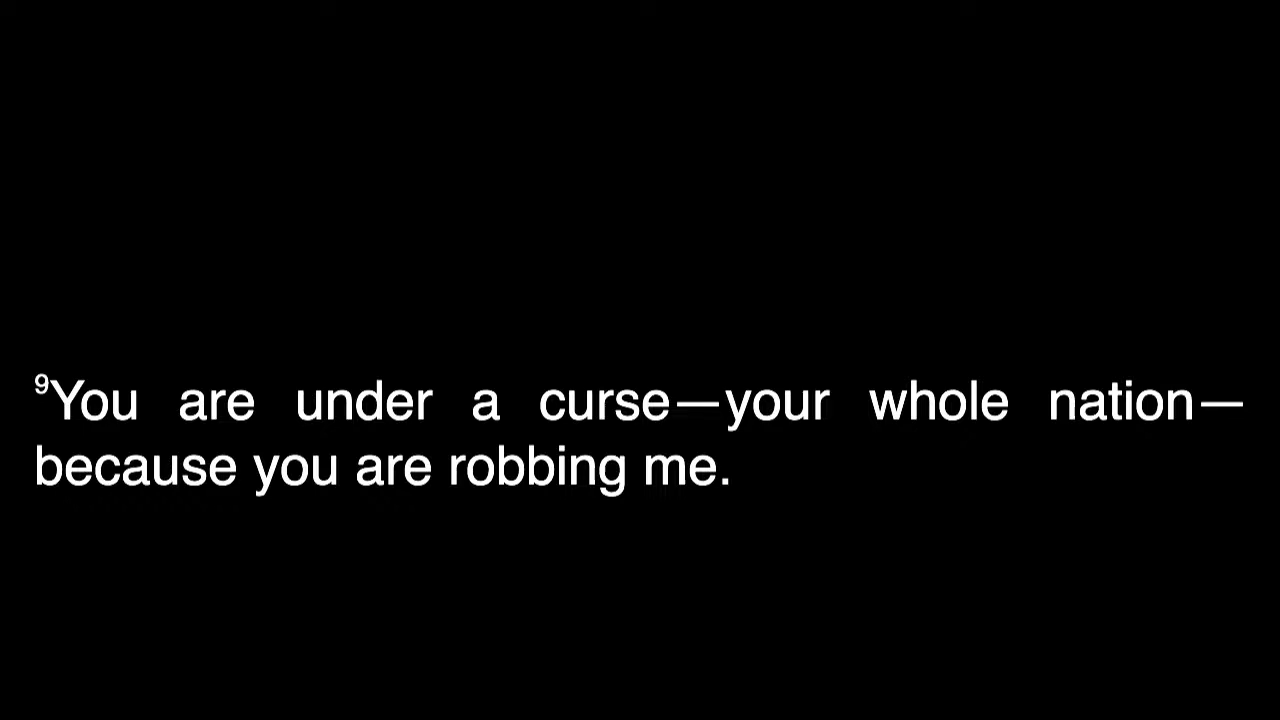 ⁹You are under a curse—your whole nation—
because you are robbing me.